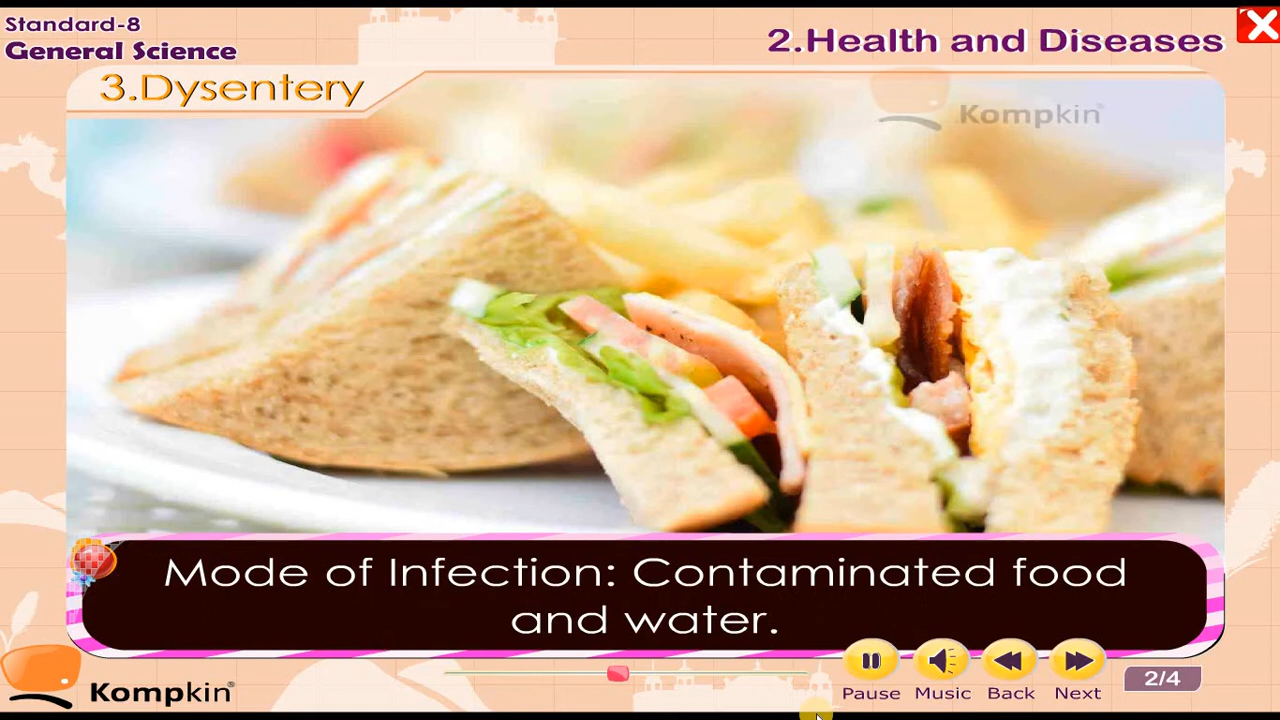 Standard-8
General Science
2.Health and Diseases
3.Dysentery
Kompkin®
Mode of Infection: Contaminated food
and water.
Kompkin®
Pause Music Back Next
2/4